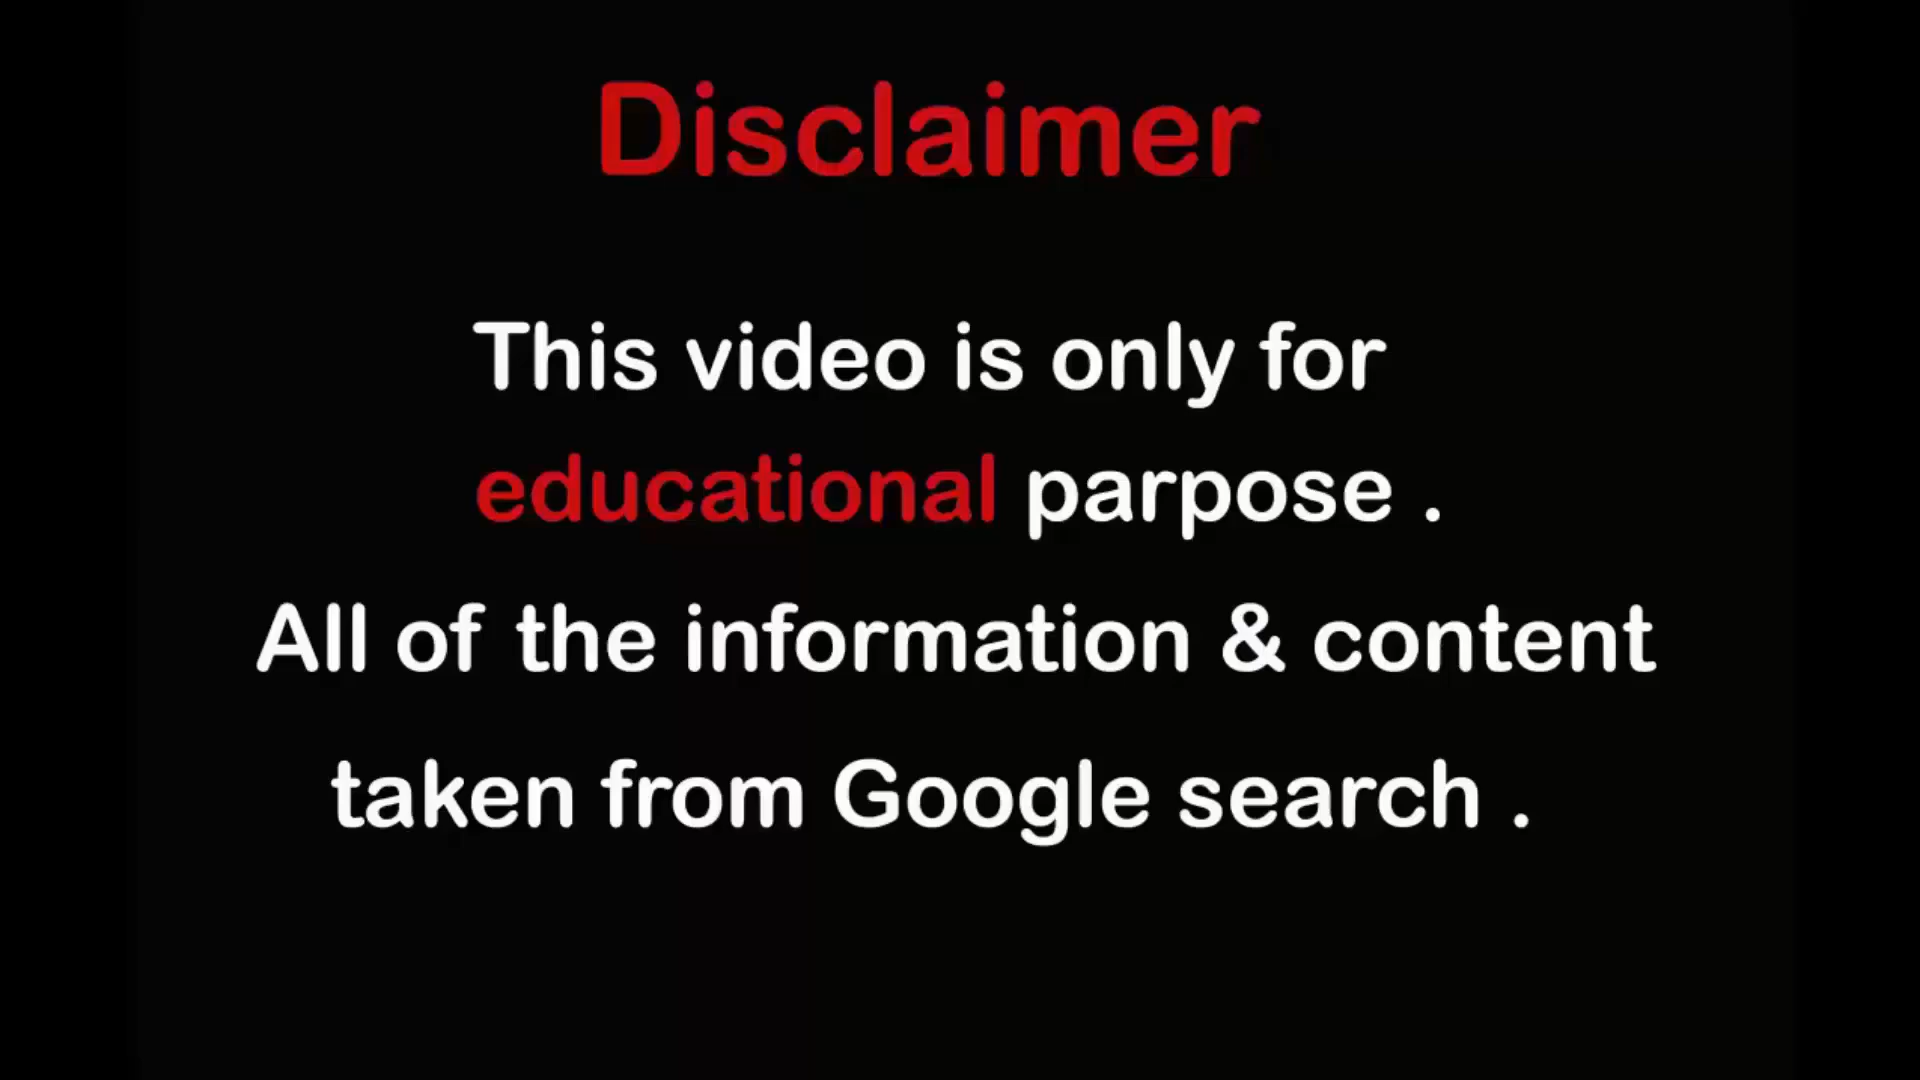 Disclaimer
This video is only for
educational parpose .
All of the information & content
taken from Google search .